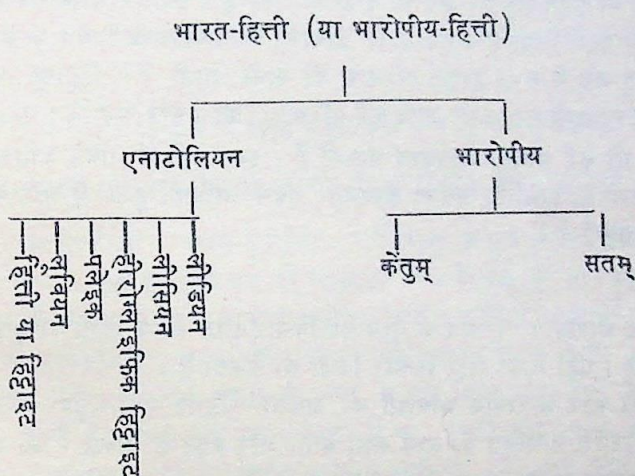 भारत-हित्ती (या भारोपीय-हित्ती)
एनाटोलियन
भारोपीय
हित्ती या हिट्टाइट
लूवियन
पलेइक
हीरोग्लाइफिक हिट्टाइट
लीसियन
लीडियन
केंतुम्
सतम्